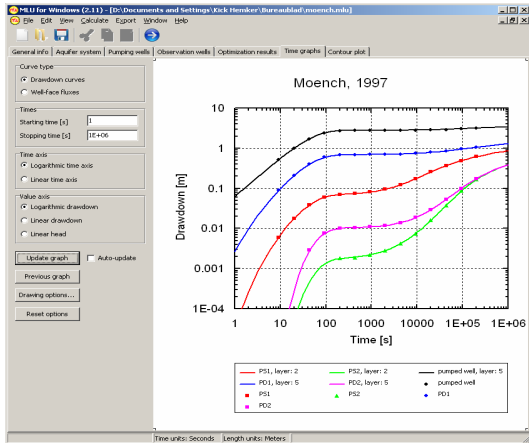 MLU for Windows (2.11) - [D:\Documents and Settings\Kick Hemker\Bureaublad\moench.mlu]
File Edit View Calculate Export Window Help
General info Aquifer system Pumping wells Observation wells Optimization results Time graphs Contour plot
Curve type
Drawdown curves
Well-face fluxes
Times
Starting time [s] 1
Stopping time [s] 1E+06
Time axis
Logarithmic time axis
Linear time axis
Value axis
Logarithmic drawdown
Linear drawdown
Linear head
Update graph Auto-update
Previous graph
Drawing options...
Reset options
Moench, 1997
Drawdown [m]
10
1
0.1
0.01
0.001
1E-04
1 10 100 1000 10000 1E+05 1E+06
Time [s]
PS1, layer: 2 PS2, layer: 2 pumped well, layer: 5
PD1, layer: 5 PD2, layer: 5 pumped well
PS1 PS2 PD1
PD2
Time units: Seconds Length units: Meters